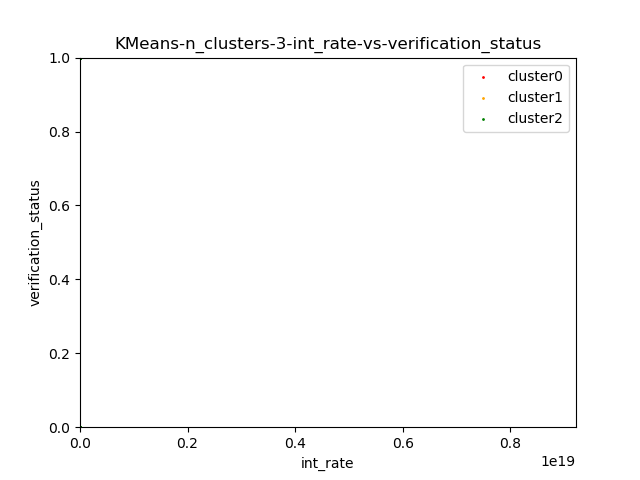 KMeans-n_clusters-3-int_rate-vs-verification_status
1.0
cluster0
cluster1
cluster2
0.8
0.6
verification_status
0.4
0.2
0.0
0.0 0.2 0.4 0.6 0.8
1e19
int_rate